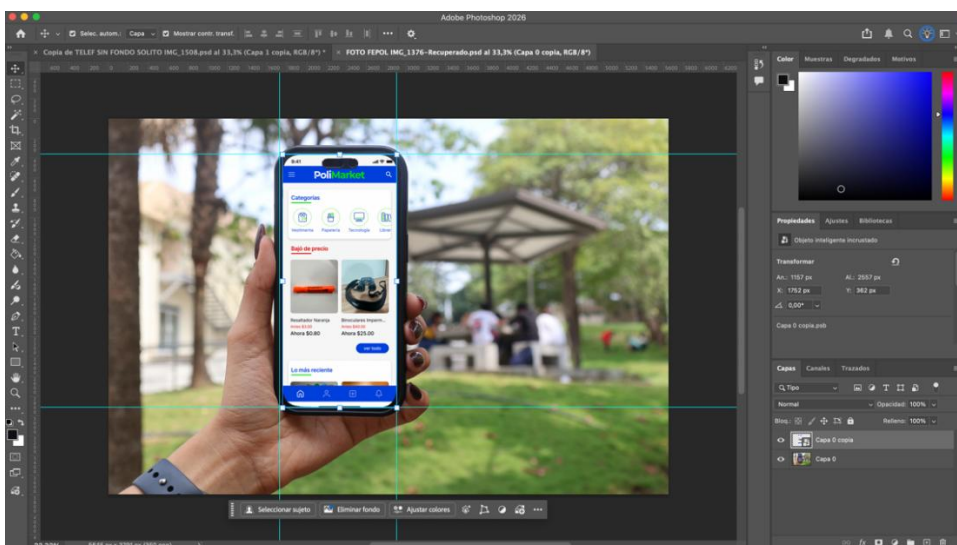 Adobe Photoshop 2026
Selec. autom.: Capa Mostrar contr. transf.
× Copia de TELEF SIN FONDO SOLITO IMG_1508.psd al 33,3% (Capa 1 copia, RGB/8*) * × FOTO FEPOL IMG_1376-Recuperado.psd al 33,3% (Capa 0 copia, RGB/8*)
Color Muestras Degradados Motivos
9:41
PoliMarket
Categorías
Vestimenta Papelería Tecnología
Bajó de precio
Resaltador Naranja Binoculares Imperm...
Ahora $0.80 Ahora $25.00
ver todo
Lo más reciente
Propiedades Ajustes Bibliotecas
Objeto inteligente incrustado
Transformar
An.: 1157 px Al.: 2557 px
X: 1752 px Y: 362 px
0,00°
Capa 0 copia.psb
Capas Canales Trazados
Tipo
Normal Opacidad: 100%
Bloq.: Relleno: 100%
Capa 0 copia
Capa 0
Seleccionar sujeto Eliminar fondo Ajustar colores